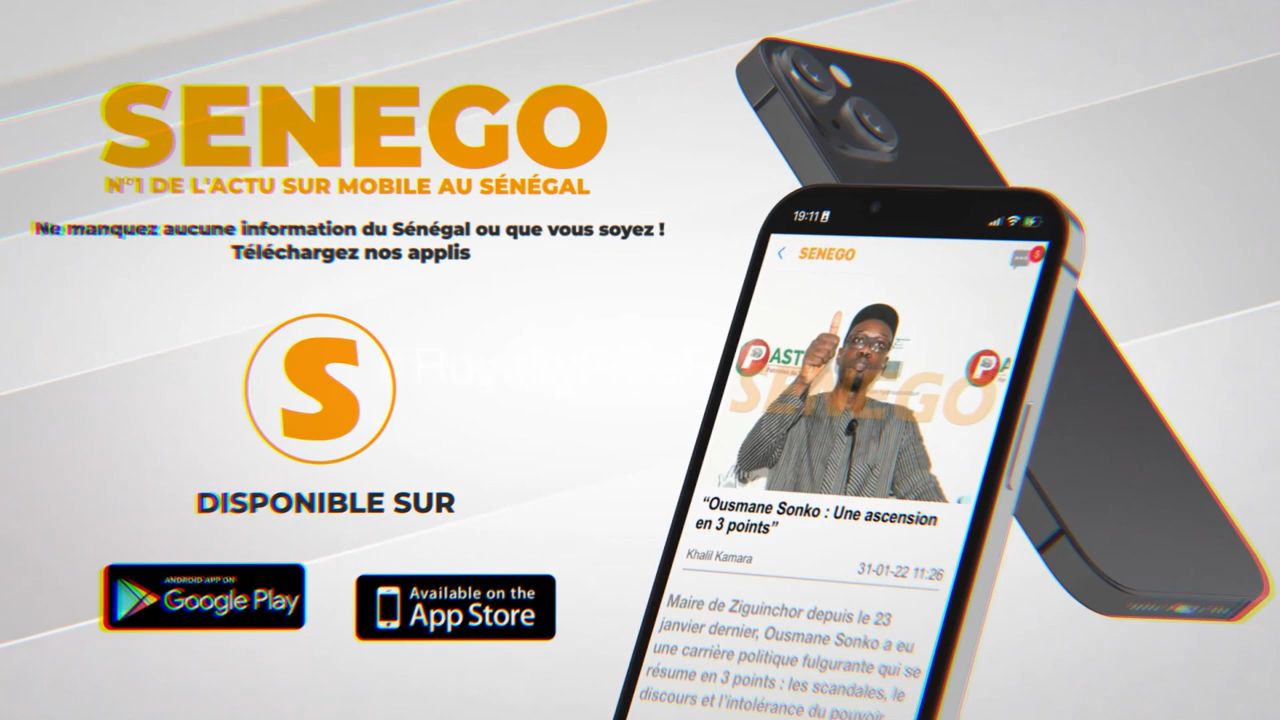 SENEGO
N°1 DE L'ACTU SUR MOBILE AU SÉNÉGAL
Ne manquez aucune information du Sénégal ou que vous soyez !
Téléchargez nos applis
S
DISPONIBLE SUR
ANDROID APP ON
Google Play
Available on the
App Store
19:11
SENEGO
5
PAST
PA
SENEGO
“Ousmane Sonko : Une ascension
en 3 points”
Khalil Kamara
31-01-22 11:26
Maire de Ziguinchor depuis le 23
janvier dernier, Ousmane Sonko a eu
une carrière politique fulgurante qui se
résume en 3 points : les scandales, le
discours et l'intolérance du pouvoir